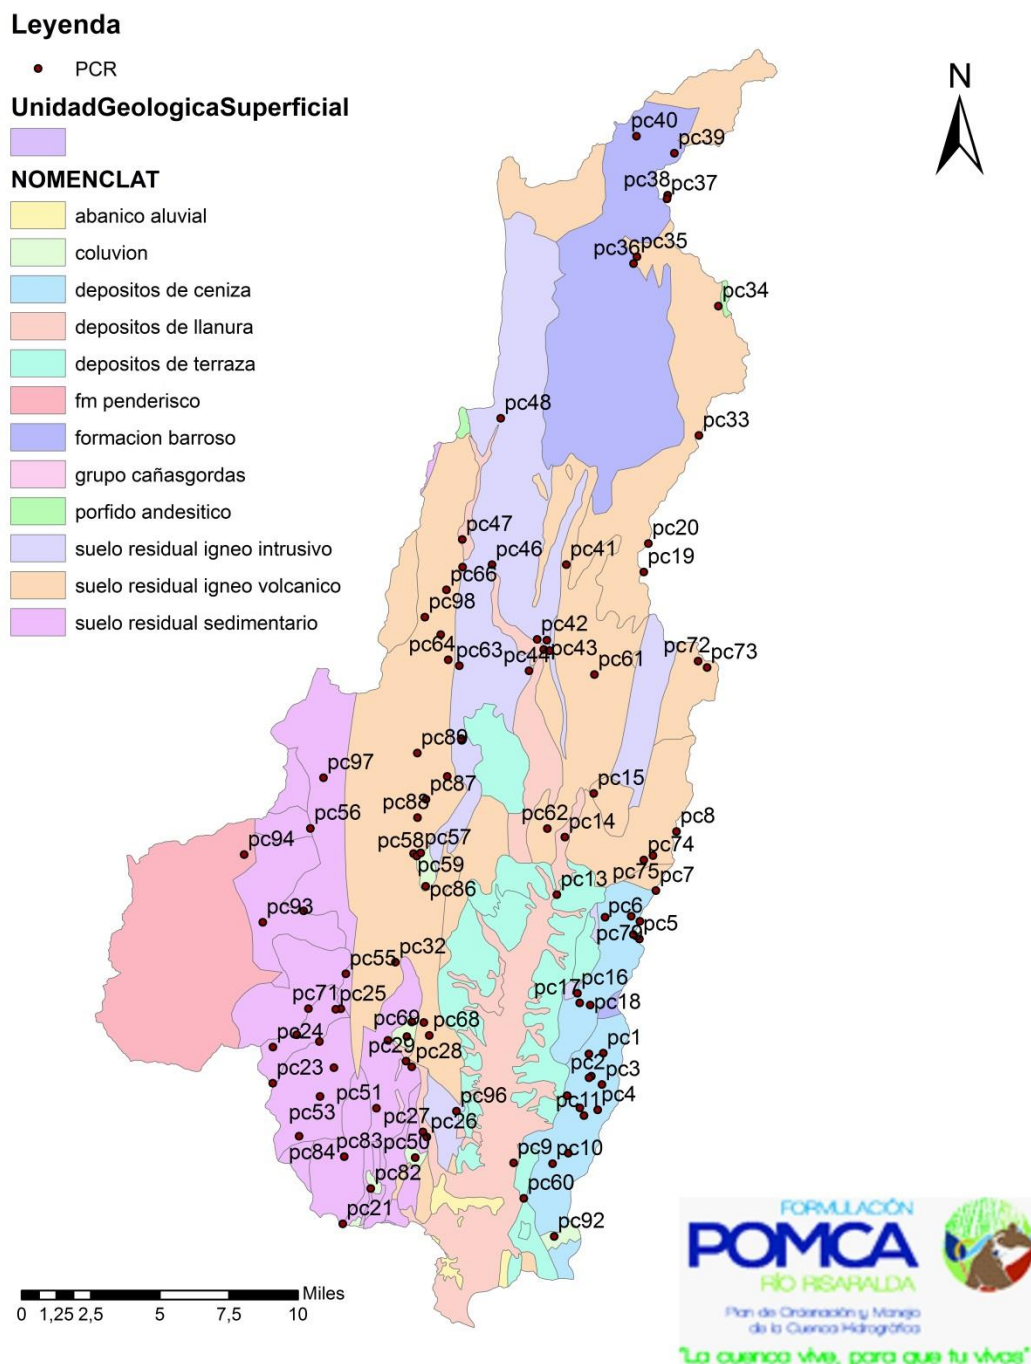 Leyenda
PCR
UnidadGeologicaSuperficial
NOMENCLAT
abanico aluvial
coluvion
depositos de ceniza
depositos de llanura
depositos de terraza
fm penderisco
formacion barroso
grupo cañasgordas
porfido andesitico
suelo residual igneo intrusivo
suelo residual igneo volcanico
suelo residual sedimentario
N
pc40
pc39
pc38 pc37
pc36 pc35
pc34
pc48
pc33
pc47
pc46
pc41
pc20
pc19
pc66
pc98
pc42
pc64 pc63
pc44 pc43
pc61
pc72 pc73
pc89
pc97
pc87
pc15
pc88
pc56
pc62
pc14
pc8
pc94
pc58 pc57
pc59
pc74
pc75
pc7
pc86
pc13
pc93
pc6
pc5
pc79
pc32
pc55
pc16
pc17
pc18
pc71 pc25
pc69 pc68
pc24
pc29 pc28
pc1
pc2
pc3
pc23
pc51
pc4
pc11
pc53
pc27
pc96
pc26
pc83
pc50
pc84
pc9
pc10
pc82
pc60
pc21
pc92
Miles
0 1,25 2,5 5 7,5 10
FORMULACIÓN
POMCA
RÍO RISARALDA
Plan de Ordenación y Manejo
de la Cuenca Hidrográfica
"La cuenca vive, para que tu vivas"